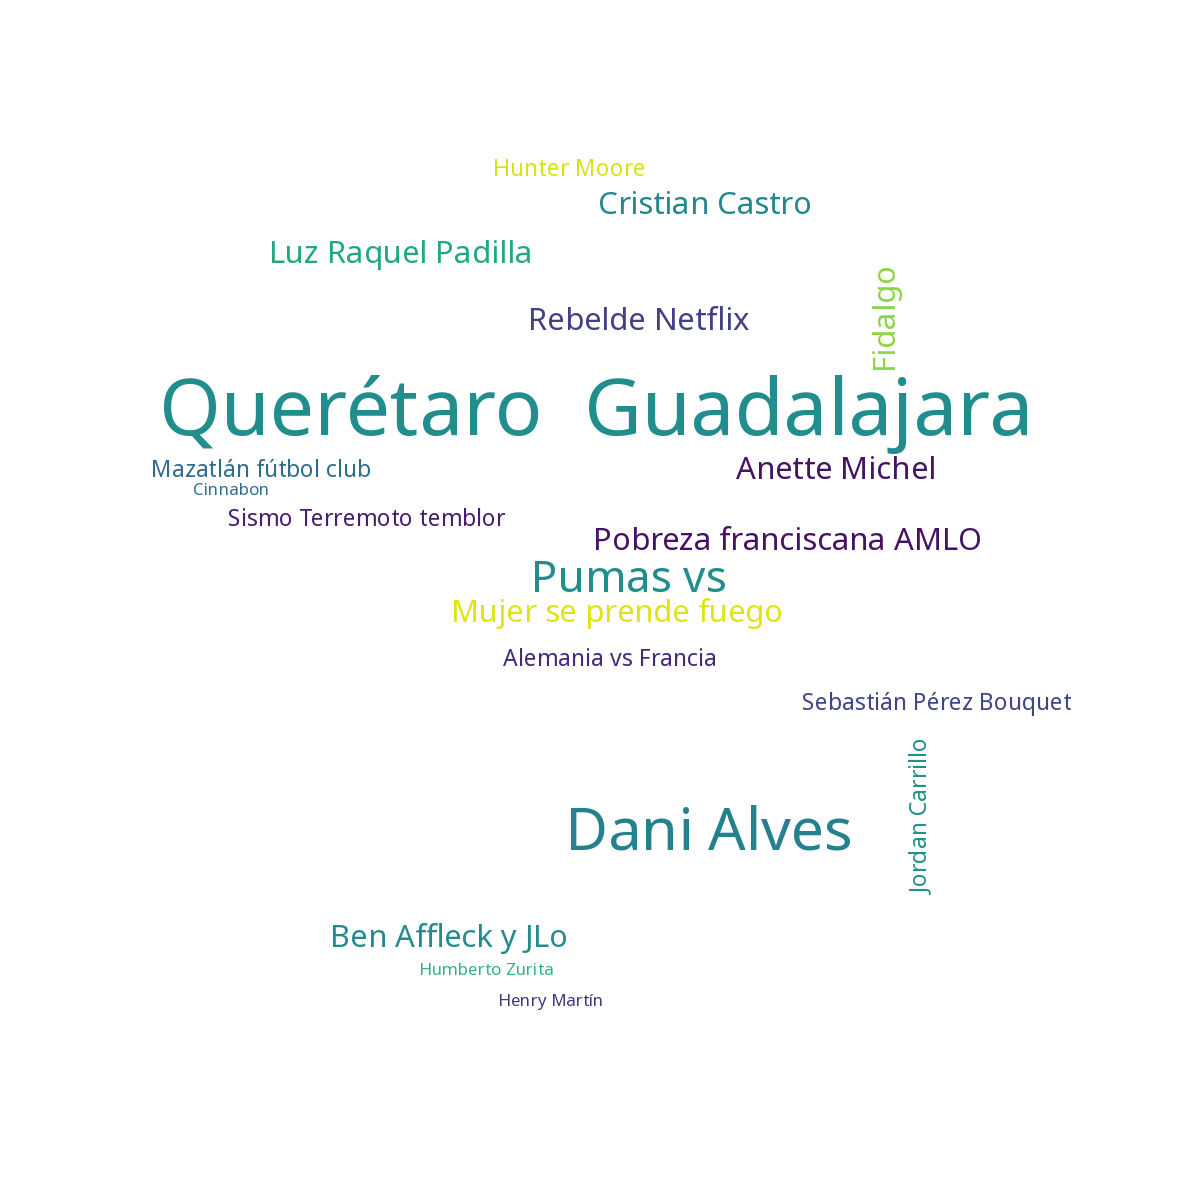 Hunter Moore
Cristian Castro
Luz Raquel Padilla
Rebelde Netflix
Fidalgo
Querétaro Guadalajara
Mazatlán fútbol club
Anette Michel
Cinnabon
Sismo Terremoto temblor
Pobreza franciscana AMLO
Pumas vs
Mujer se prende fuego
Alemania vs Francia
Sebastián Pérez Bouquet
Jordan Carrillo
Dani Alves
Ben Affleck y JLo
Humberto Zurita
Henry Martín